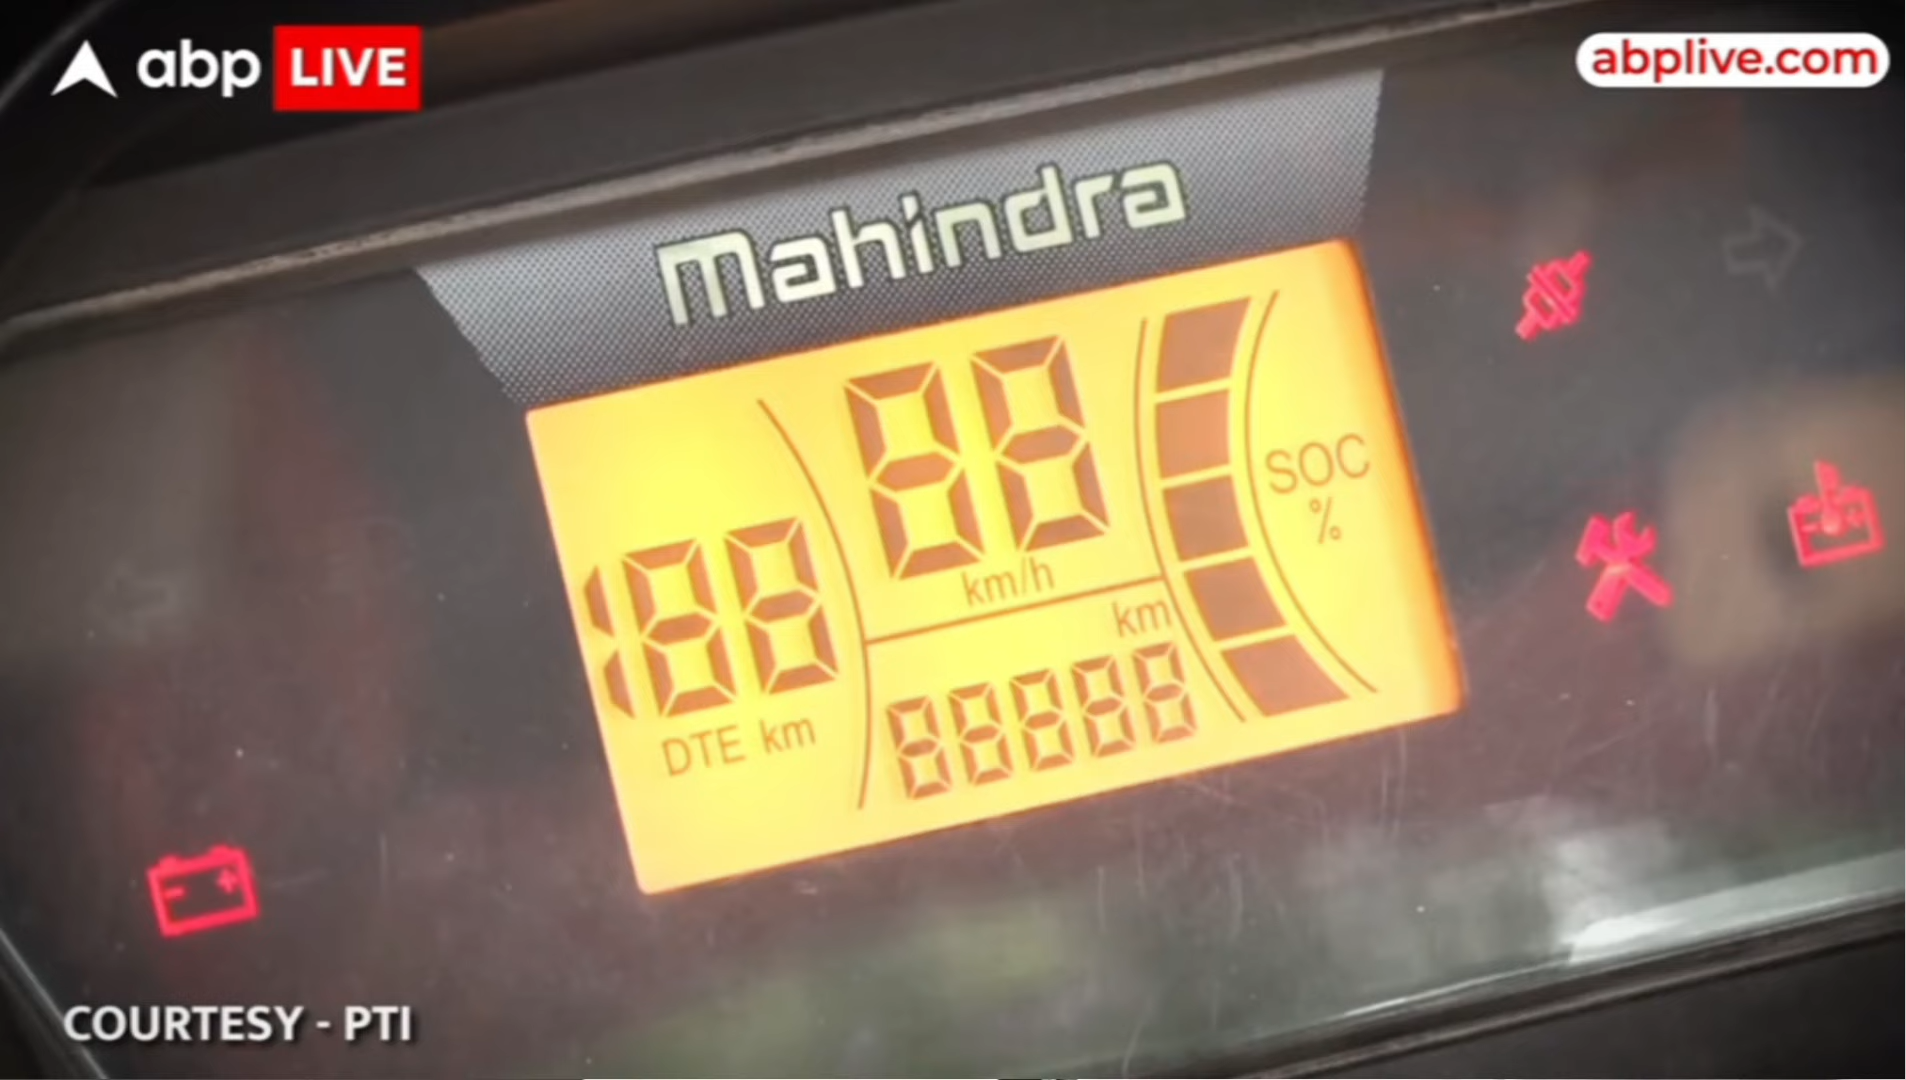 abp LIVE
abplive.com
Mahindra
88
km/h
SOC
%
188
DTE km
km
88888
COURTESY - PTI